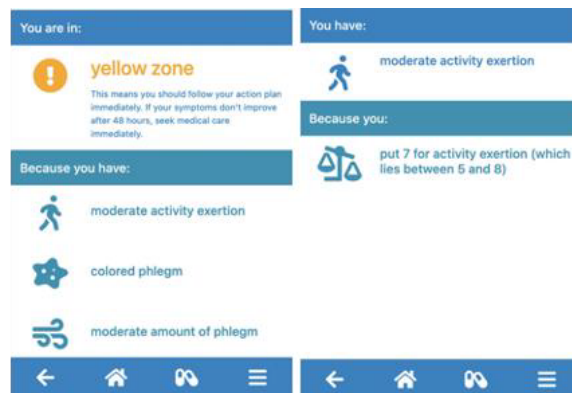 You are in:
yellow zone
This means you should follow your action plan
immediately. If your symptoms don't improve
after 48 hours, seek medical care
immediately.
Because you have:
moderate activity exertion
colored phlegm
moderate amount of phlegm
You have:
moderate activity exertion
Because you:
put 7 for activity exertion (which
lies between 5 and 8)